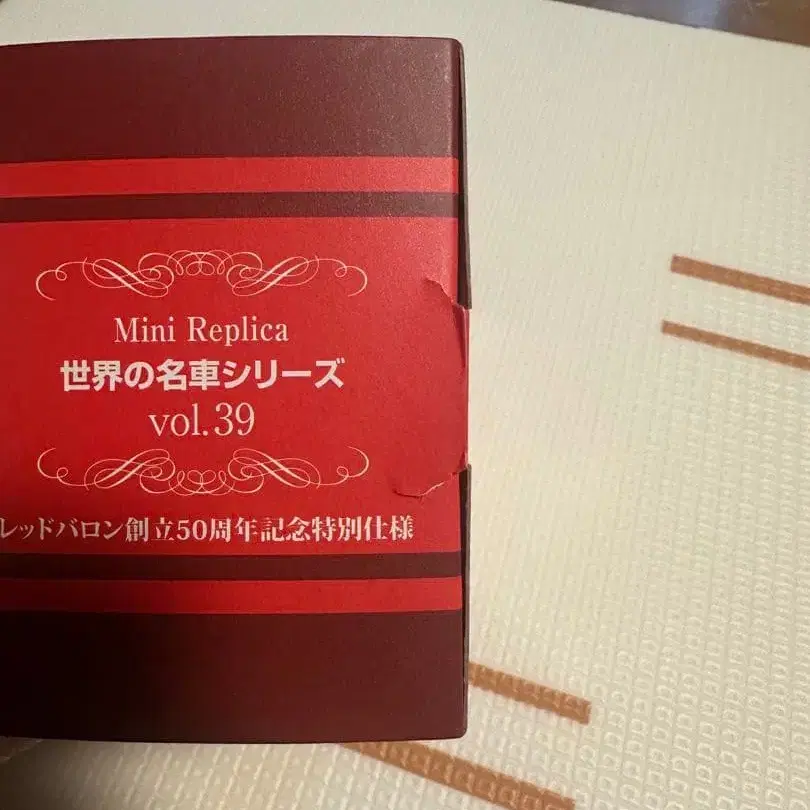 Mini Replica
世界の名車シリーズ
vol.39
レッドバロン創立50周年記念特別仕様